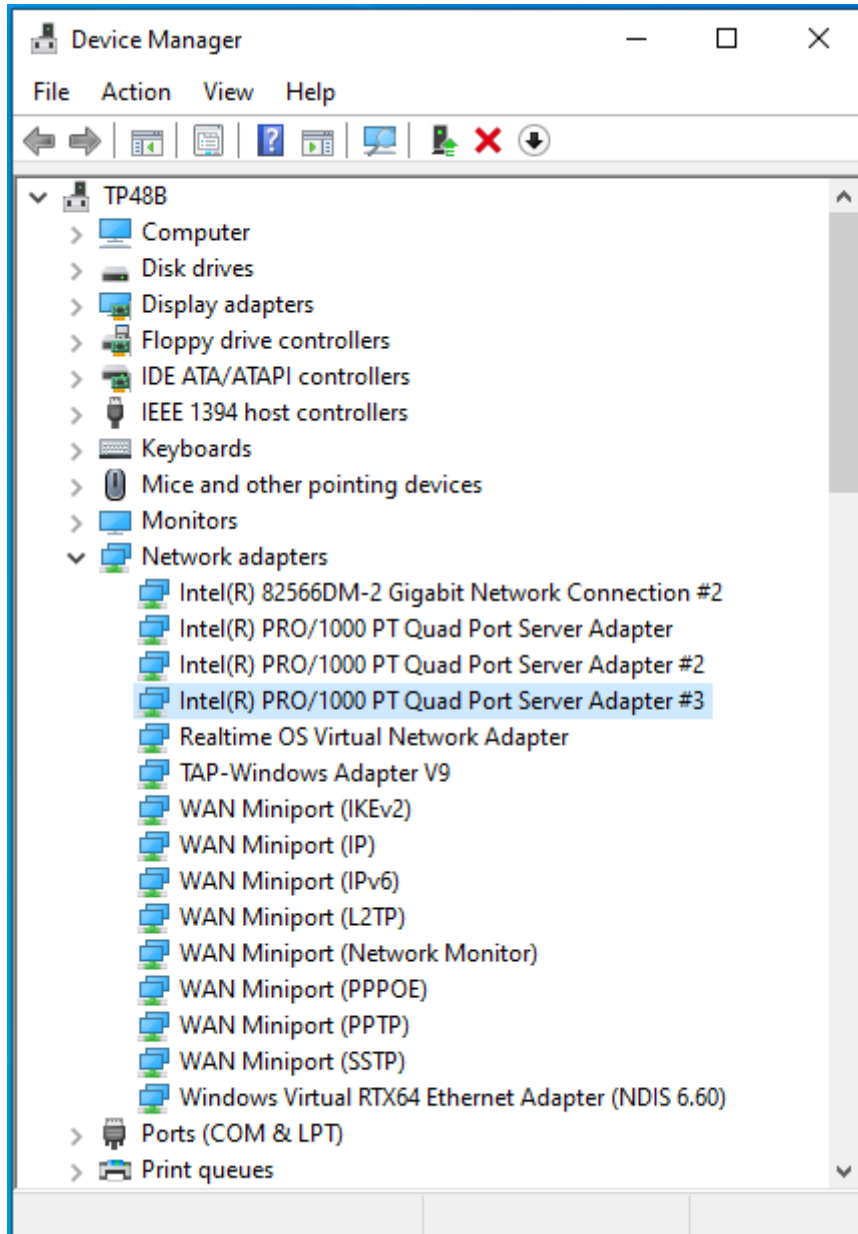 Device Manager
File Action View Help
TP48B
Computer
Disk drives
Display adapters
Floppy drive controllers
IDE ATA/ATAPI controllers
IEEE 1394 host controllers
Keyboards
Mice and other pointing devices
Monitors
Network adapters
Intel(R) 82566DM-2 Gigabit Network Connection #2
Intel(R) PRO/1000 PT Quad Port Server Adapter
Intel(R) PRO/1000 PT Quad Port Server Adapter #2
Intel(R) PRO/1000 PT Quad Port Server Adapter #3
Realtime OS Virtual Network Adapter
TAP-Windows Adapter V9
WAN Miniport (IKEv2)
WAN Miniport (IP)
WAN Miniport (IPv6)
WAN Miniport (L2TP)
WAN Miniport (Network Monitor)
WAN Miniport (PPPOE)
WAN Miniport (PPTP)
WAN Miniport (SSTP)
Windows Virtual RTX64 Ethernet Adapter (NDIS 6.60)
Ports (COM & LPT)
Print queues